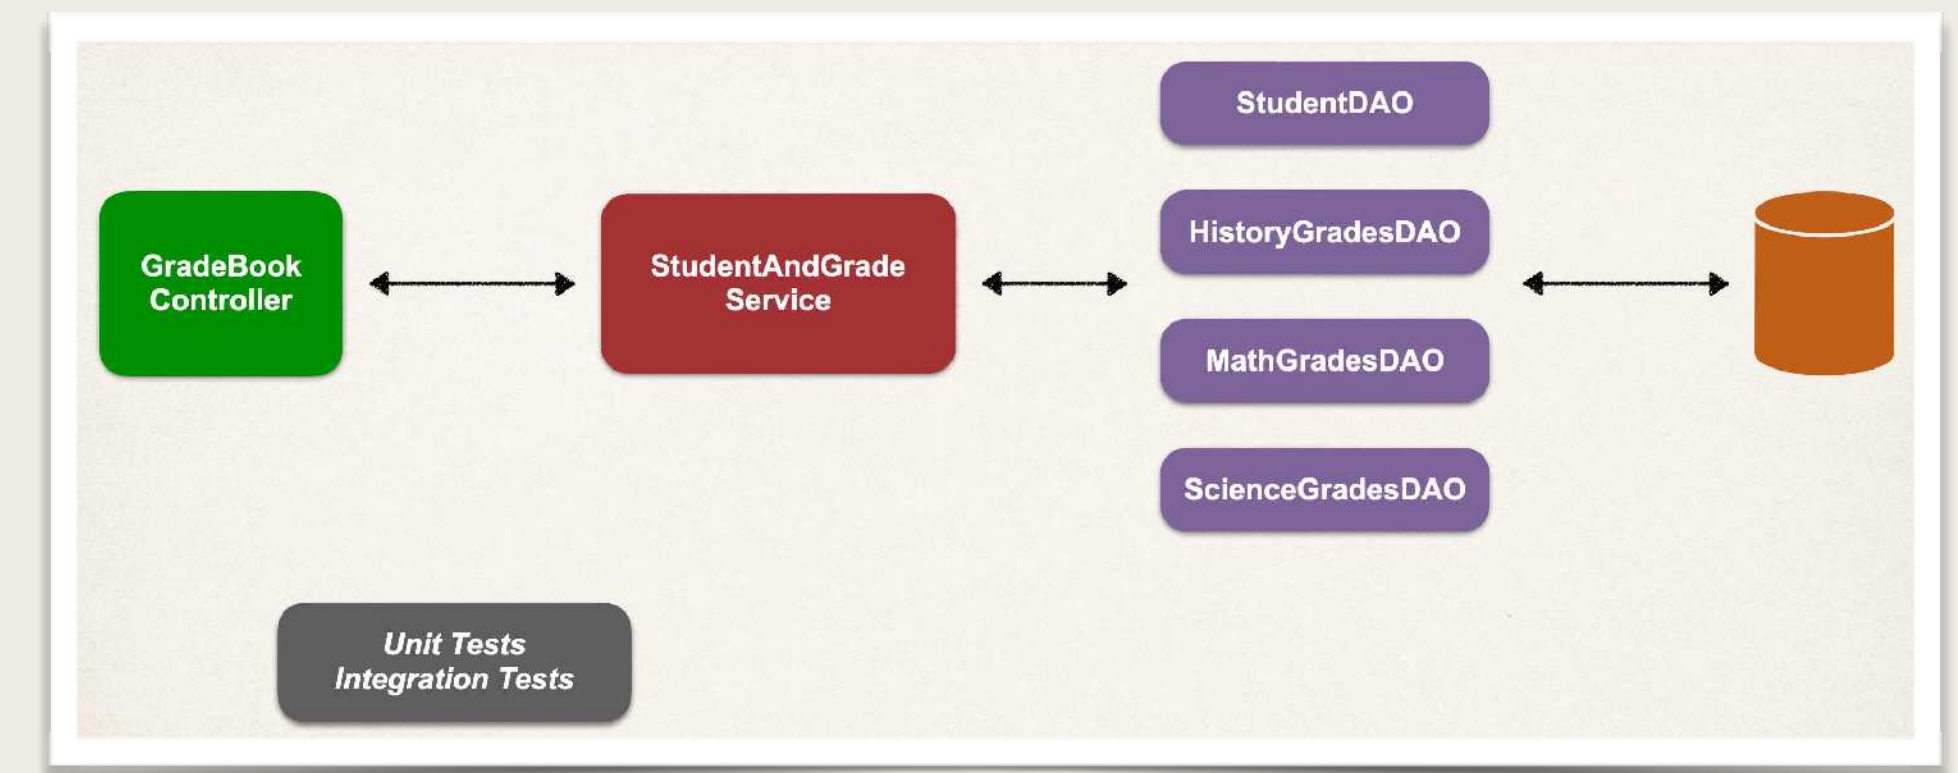 GradeBook
Controller
StudentAndGrade
Service
StudentDAO
HistoryGradesDAO
MathGradesDAO
ScienceGradesDAO
Unit Tests
Integration Tests